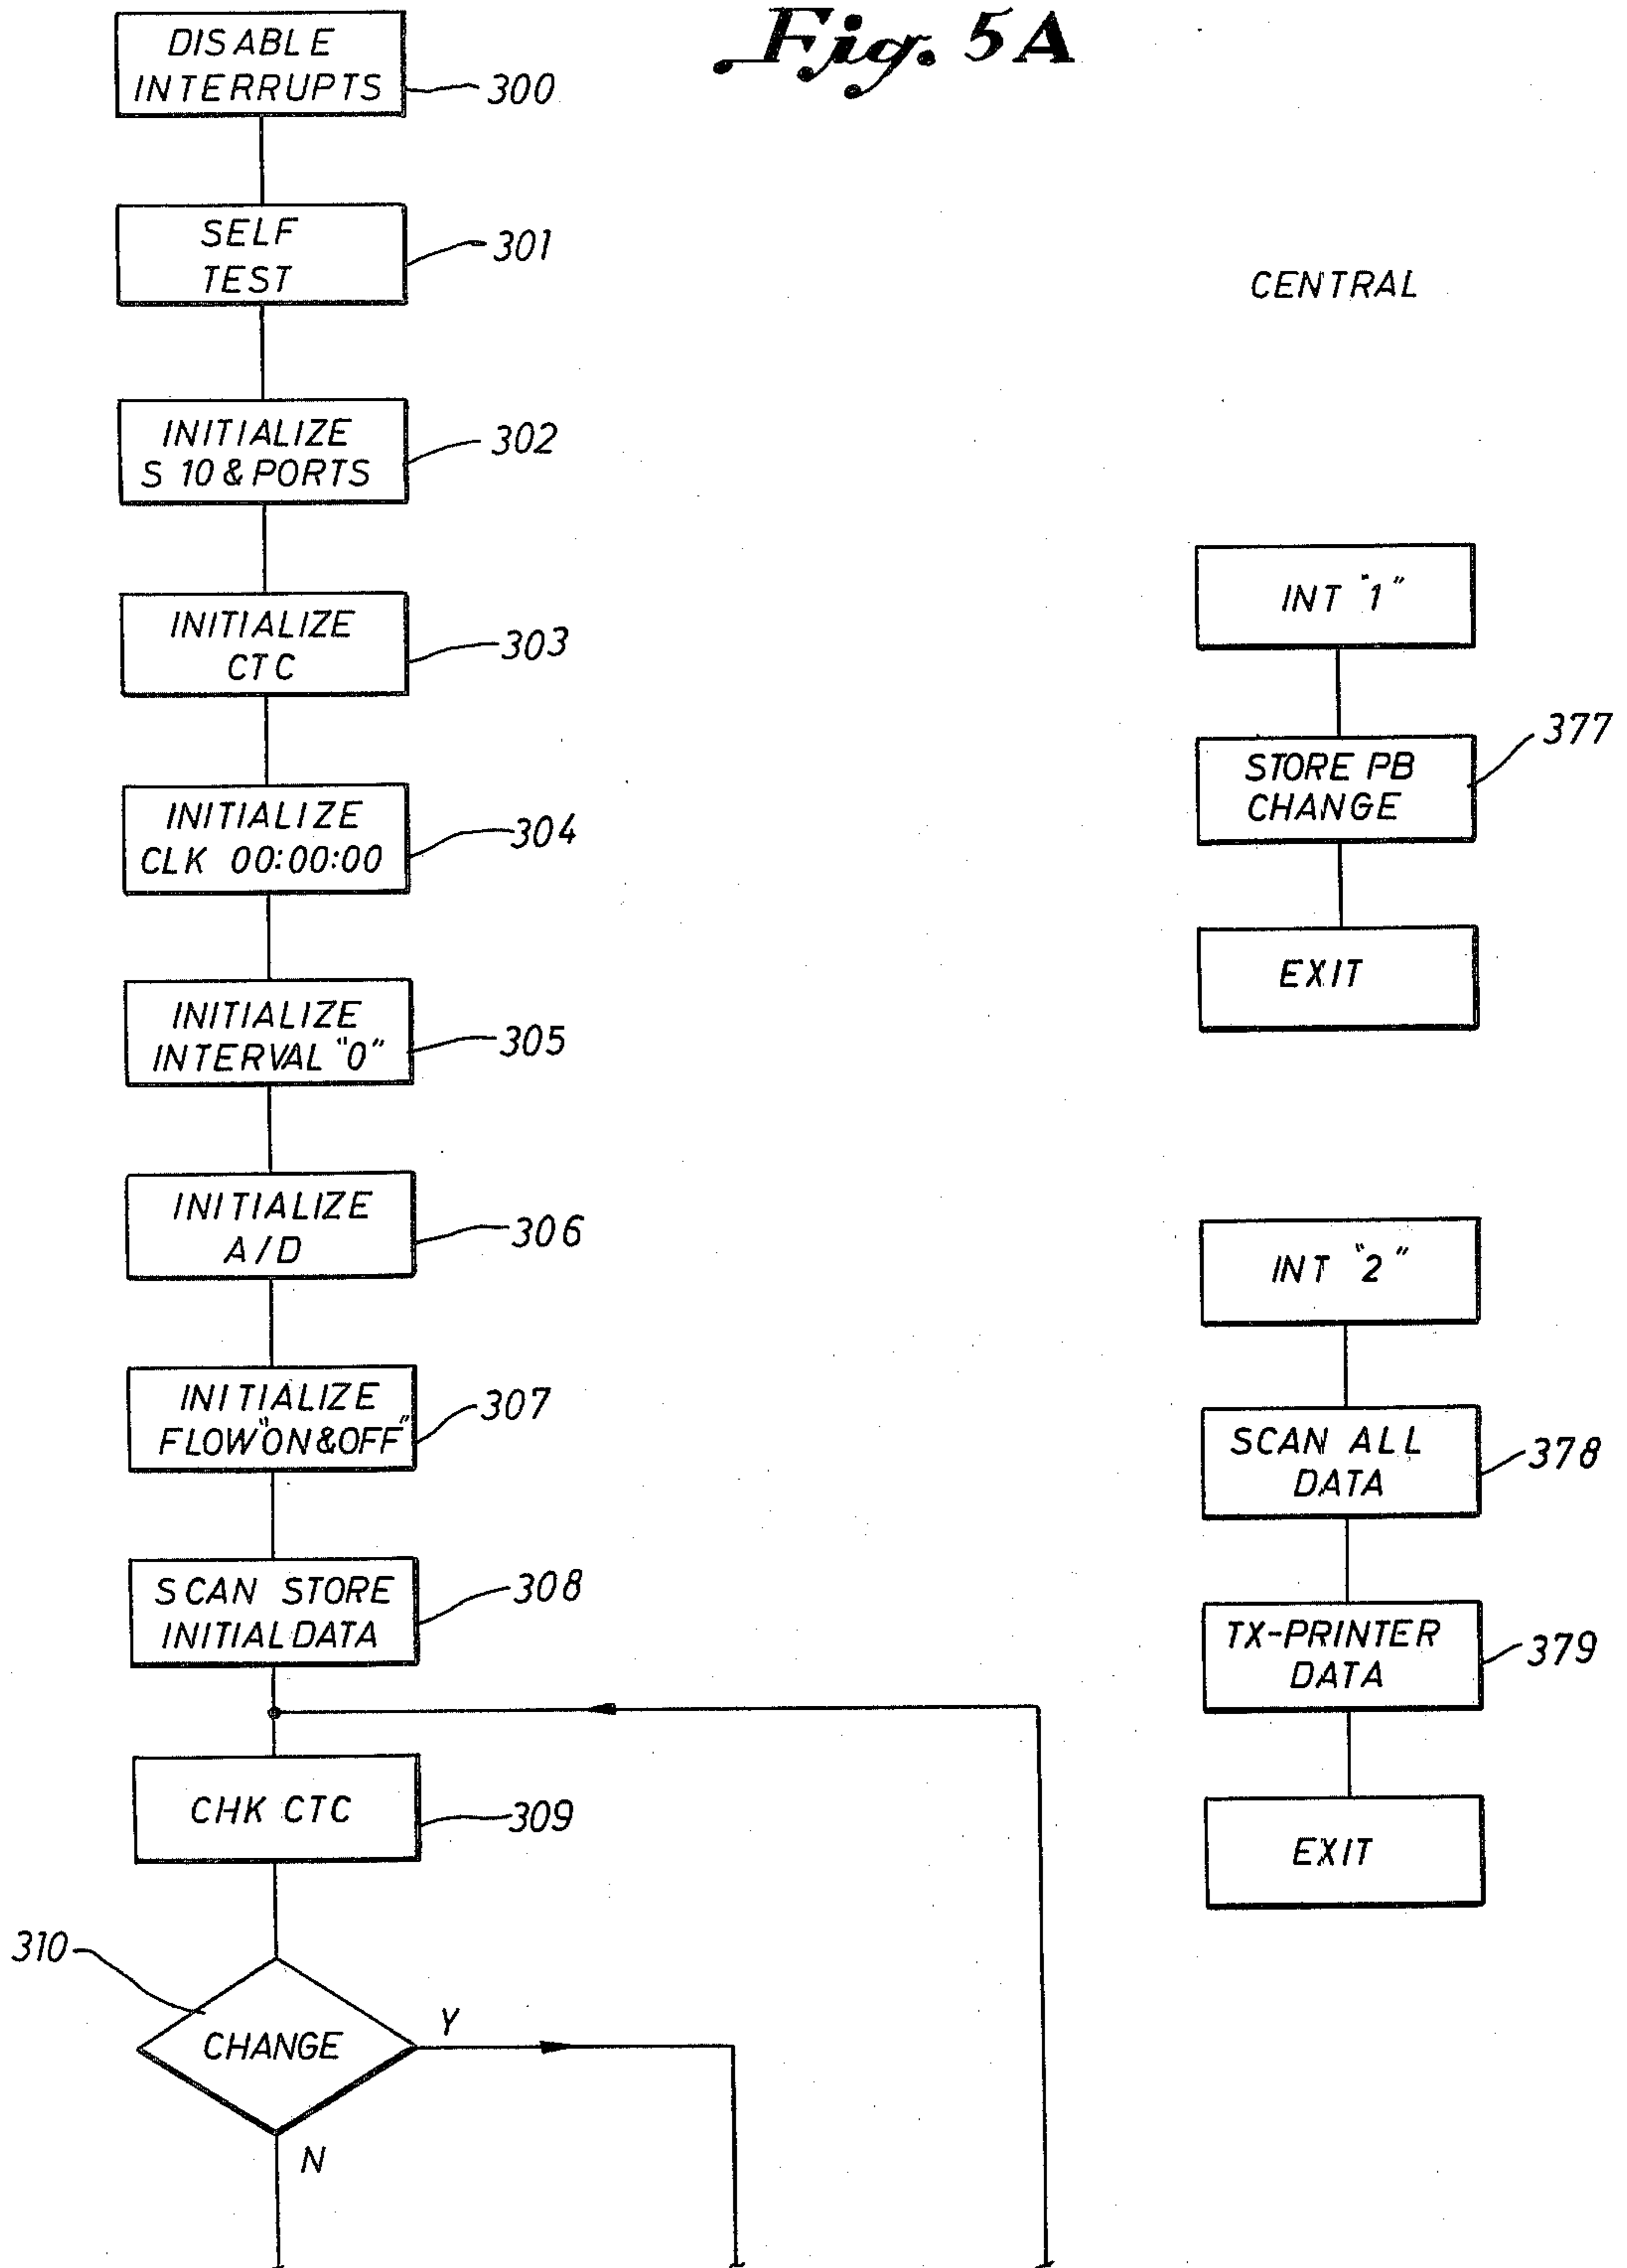 Fig. 5A
DISABLE
INTERRUPTS
300
SELF
TEST
301
INITIALIZE
S 10 & PORTS
302
INITIALIZE
CTC
303
INITIALIZE
CLK 00:00:00
304
INITIALIZE
INTERVAL "0"
305
INITIALIZE
A/D
306
INITIALIZE
FLOW "ON & OFF"
307
SCAN STORE
INITIAL DATA
308
CHK CTC
309
310
CHANGE
Y
N
CENTRAL
INT "1"
STORE PB
CHANGE
377
EXIT
INT "2"
SCAN ALL
DATA
378
TX-PRINTER
DATA
379
EXIT